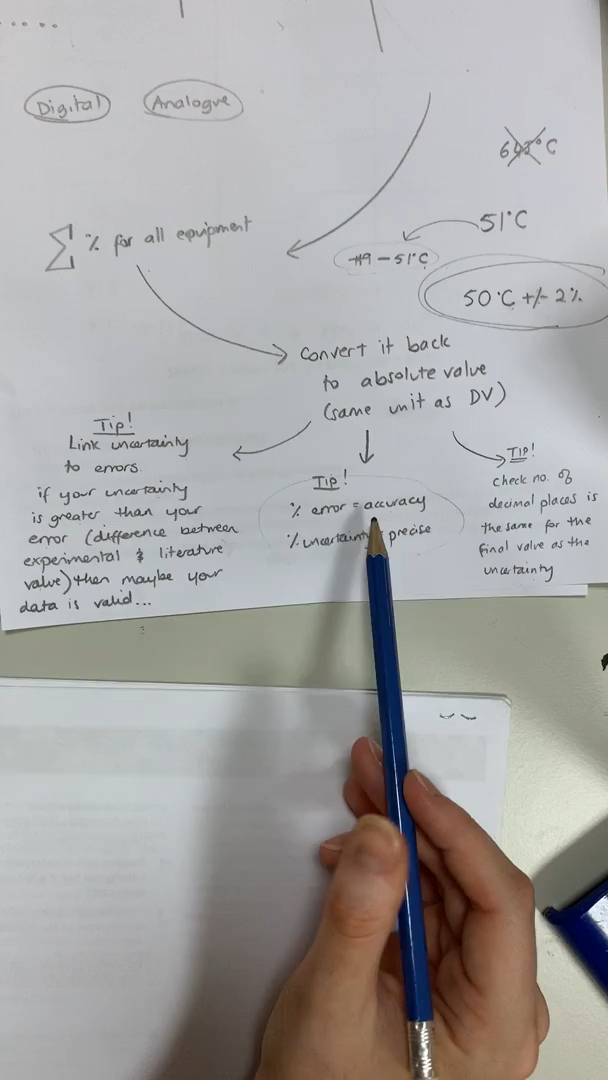 Digital
Analogue
51°C
Σ % for all equipment
49 - 51°C
50°C +/- 2%
Convert it back
to absolute value
(same unit as DV)
Tip!
Link uncertainty
to errors.
if your uncertainty
is greater than your
error (difference between
experimental & literature
value) then maybe your
data is valid...
Tip!
% error = accuracy
% uncertainty precise
TIP!
check no. of
decimal places is
the same for the
final value as the
uncertainty